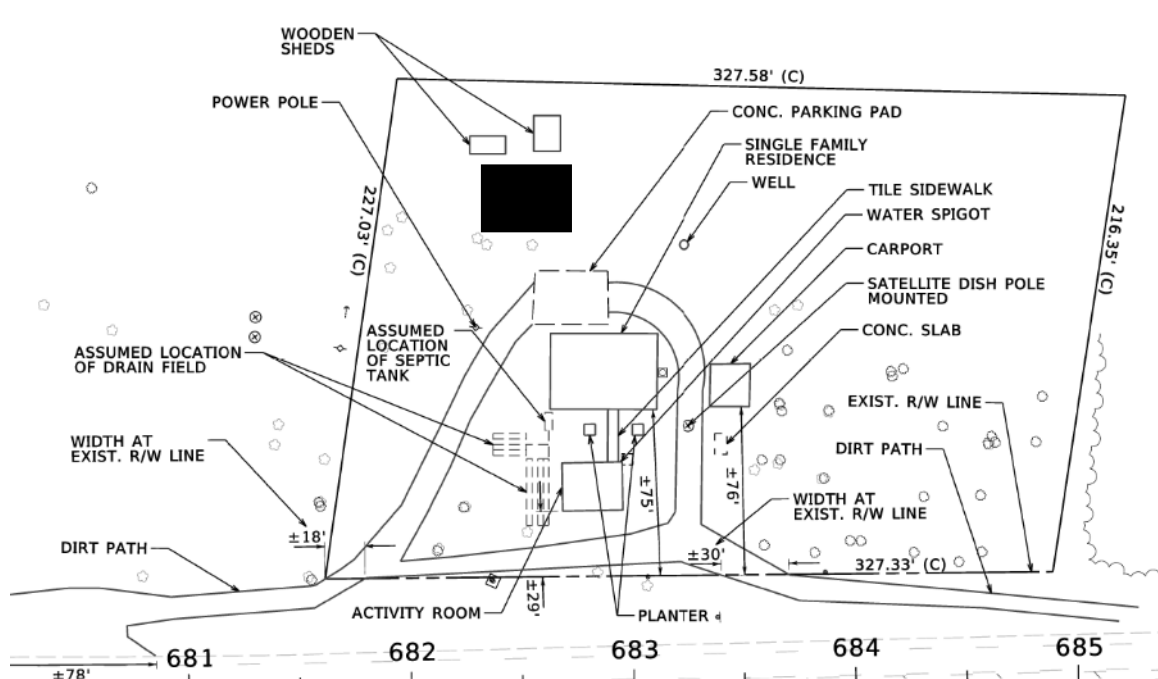 WOODEN
SHEDS
327.58' (C)
POWER POLE
CONC. PARKING PAD
SINGLE FAMILY
RESIDENCE
WELL
TILE SIDEWALK
WATER SPIGOT
227.03' (C)
216.35' (C)
CARPORT
SATELLITE DISH POLE
MOUNTED
ASSUMED
LOCATION
OF SEPTIC
TANK
CONC. SLAB
ASSUMED LOCATION
OF DRAIN FIELD
EXIST. R/W LINE
WIDTH AT
EXIST. R/W LINE
DIRT PATH
±75'
±76'
WIDTH AT
EXIST. R/W LINE
±18'
DIRT PATH
±30'
327.33' (C)
±29'
ACTIVITY ROOM
PLANTER
681
682
683
684
685
±78'